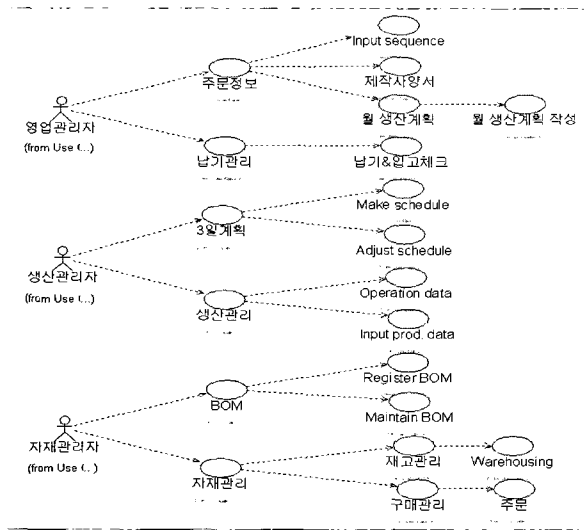 Input sequence
주문정보
제작사양서
영업관리자
(from Use (...)
월 생산계획
월 생산계획 작성
납기관리
납기&입고체크
Make schedule
3일계획
Adjust schedule
생산관리자
(from Use (...)
Operation data
생산관리
Input prod. data
Register BOM
BOM
Maintain BOM
자재관리자
(from Use (...)
재고관리
Warehousing
자재관리
구매관리
주문